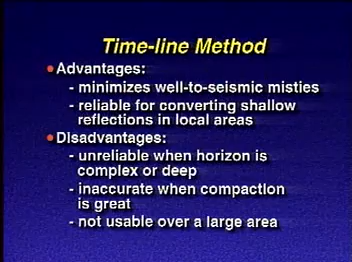 Time-line Method
Advantages:
- minimizes well-to-seismic misties
- reliable for converting shallow
reflections in local areas
Disadvantages:
- unreliable when horizon is
complex or deep
- inaccurate when compaction
is great
- not usable over a large area